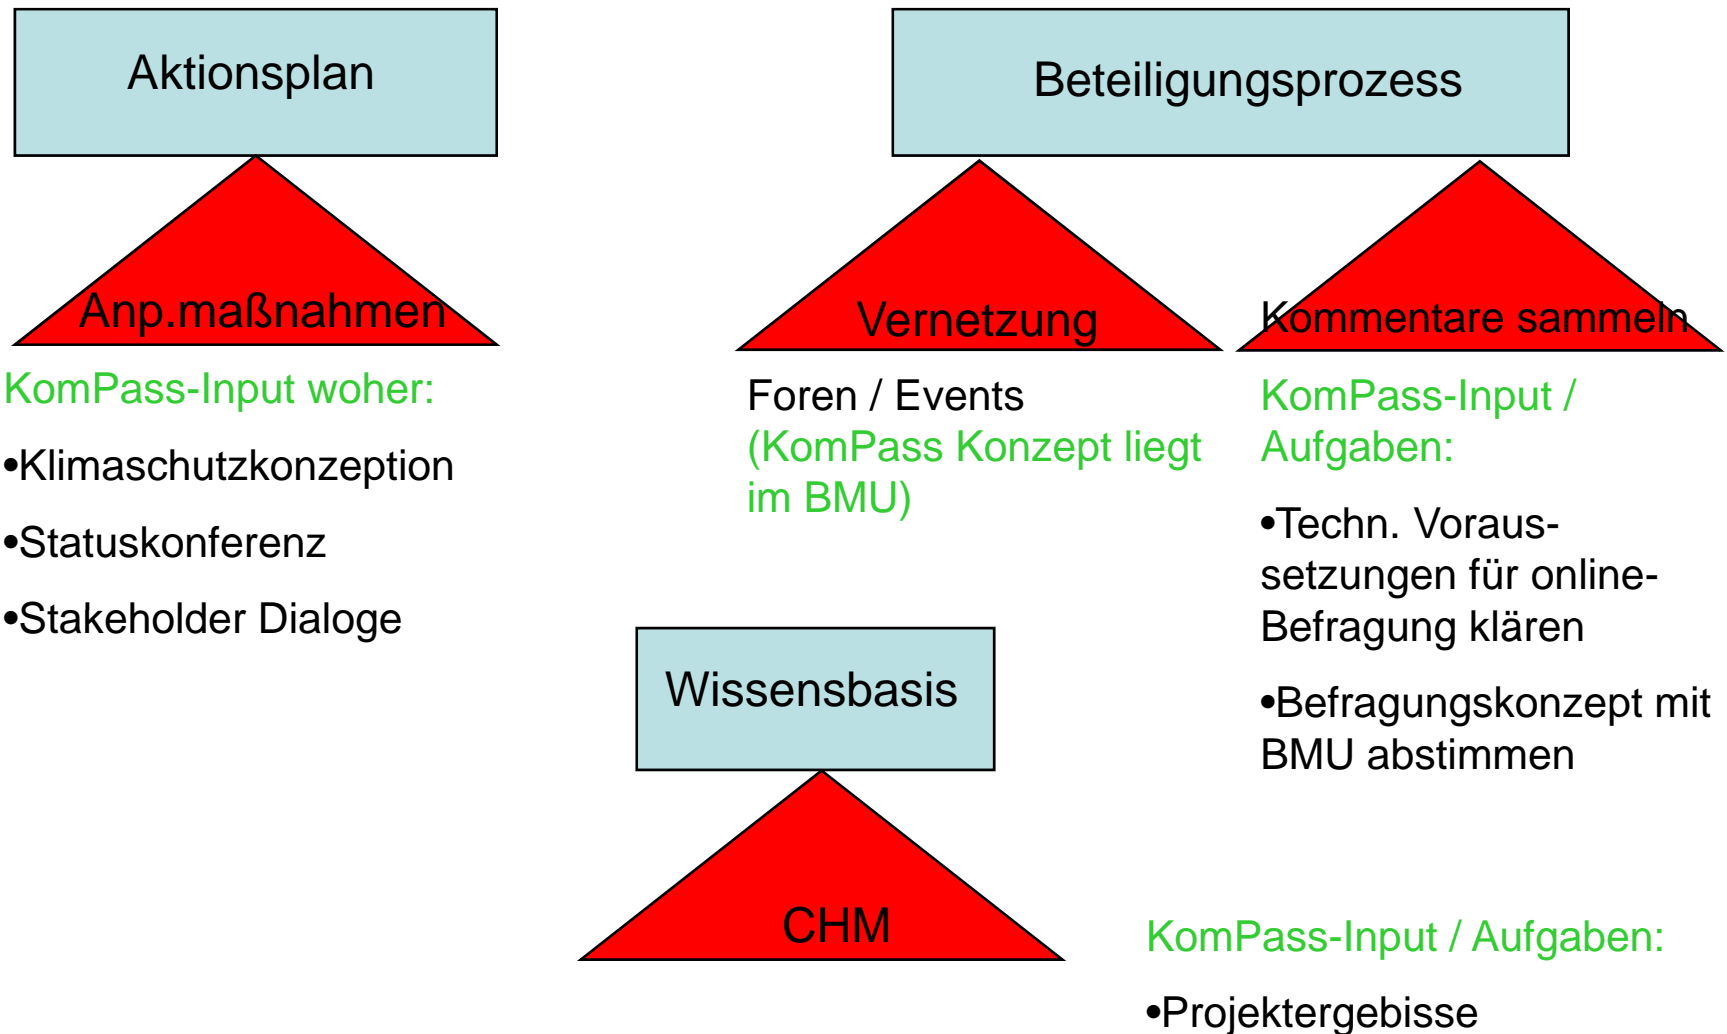 Aktionsplan
Beteiligungsprozess
Anp.maßnahmen
Vernetzung
Kommentare sammeln
KomPass-Input woher:
•Klimaschutzkonzeption
•Statuskonferenz
•Stakeholder Dialoge
Foren / Events
(KomPass Konzept liegt
im BMU)
KomPass-Input /
Aufgaben:
•Techn. Voraus-
setzungen für online-
Befragung klären
•Befragungskonzept mit
BMU abstimmen
Wissensbasis
CHM
KomPass-Input / Aufgaben:
•Projektergebisse